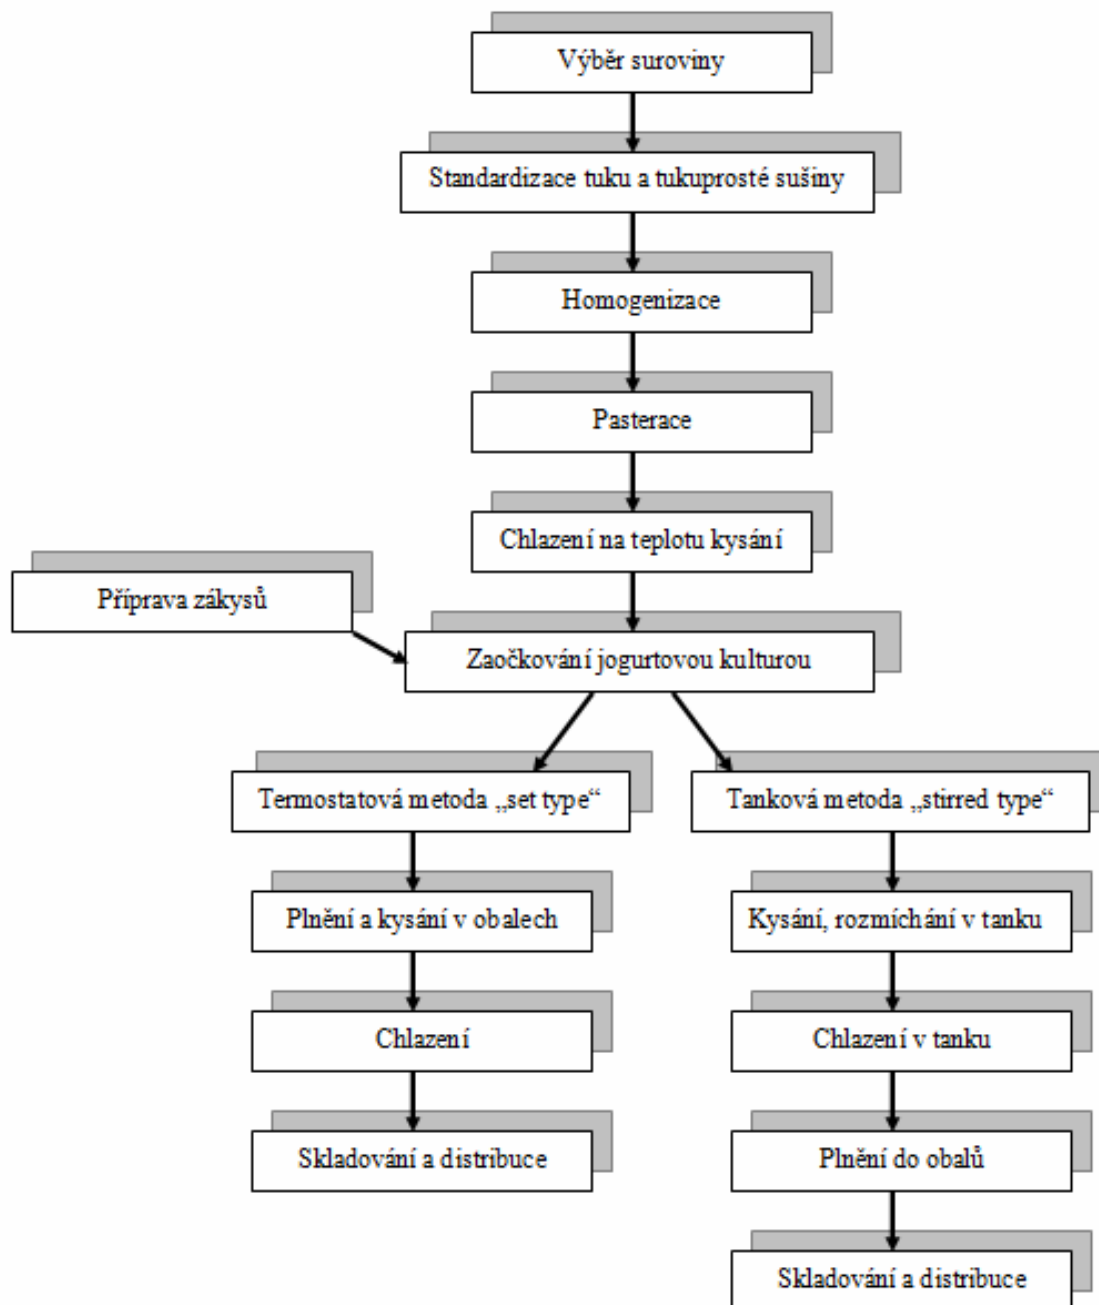 Výběr suroviny
Standardizace tuku a tukuprosté sušiny
Homogenizace
Pasterace
Chlazení na teplotu kysání
Příprava zákysů
Zaočkování jogurtovou kulturou
Termostatová metoda „set type“
Tanková metoda „stirred type“
Plnění a kysání v obalech
Kysání, rozmíchání v tanku
Chlazení
Chlazení v tanku
Skladování a distribuce
Plnění do obalů
Skladování a distribuce